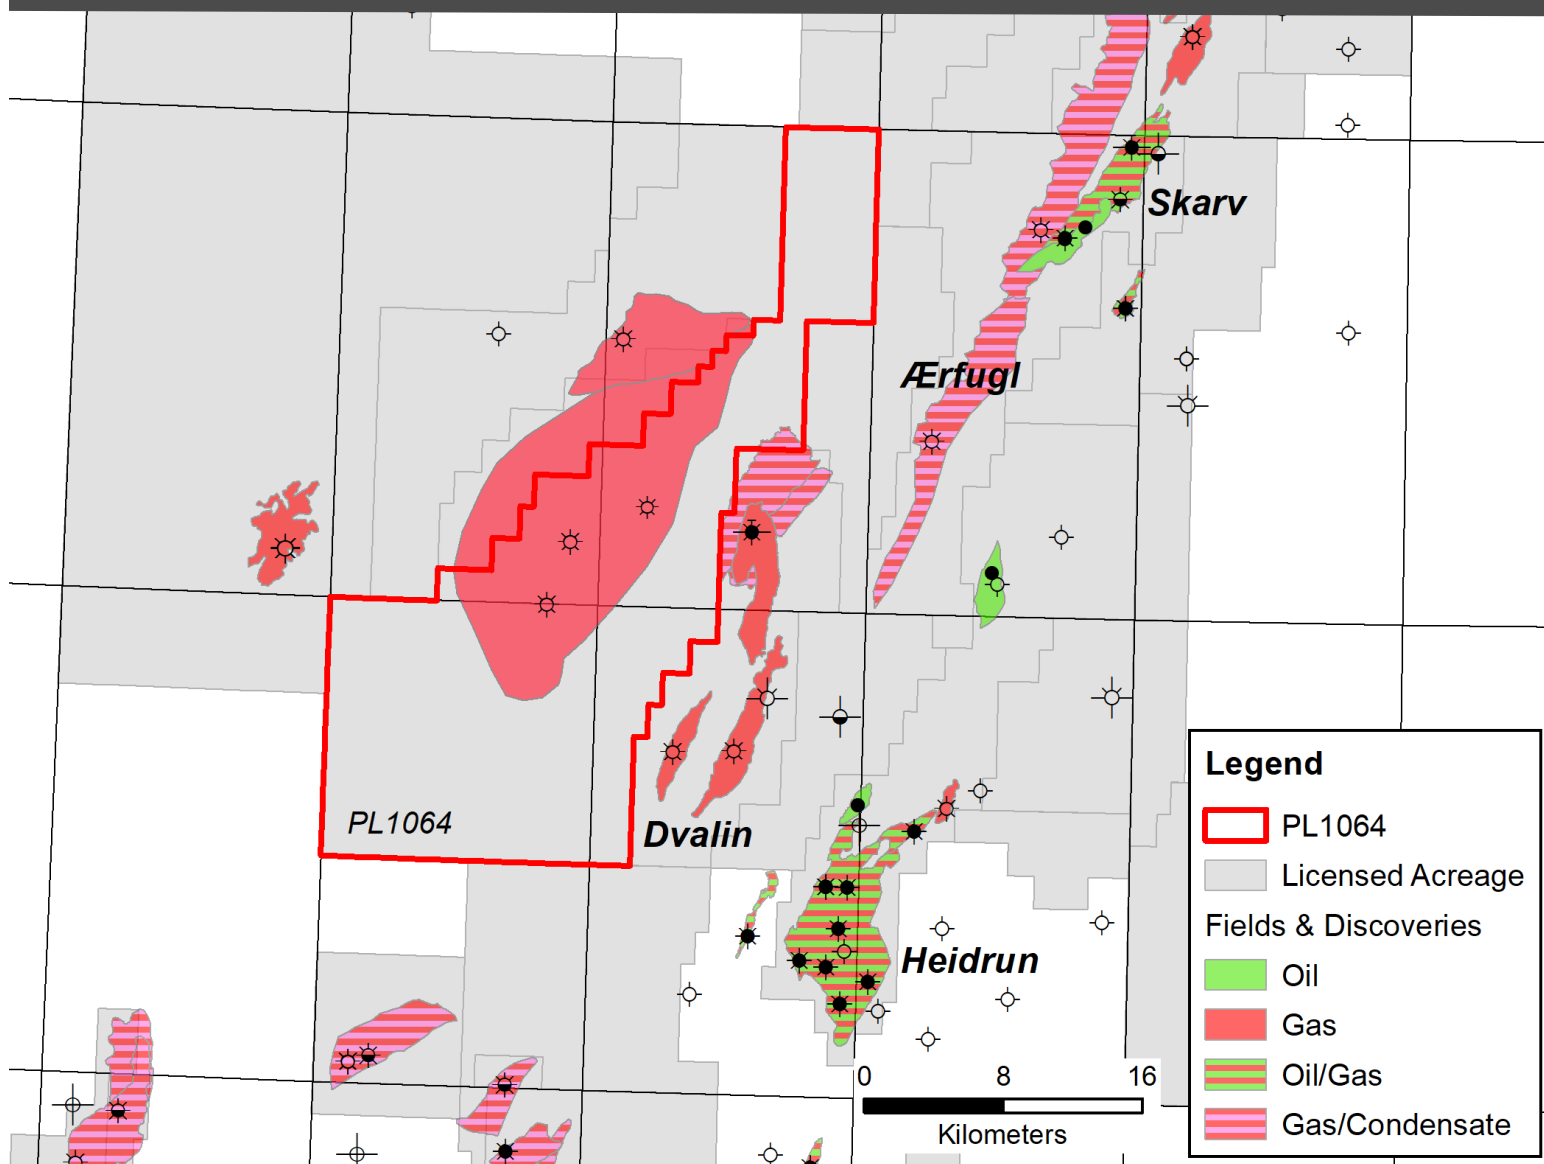 Skarv
Ærfugl
PL1064
Dvalin
Heidrun
0 8 16
Kilometers
Legend
PL1064
Licensed Acreage
Fields & Discoveries
Oil
Gas
Oil/Gas
Gas/Condensate